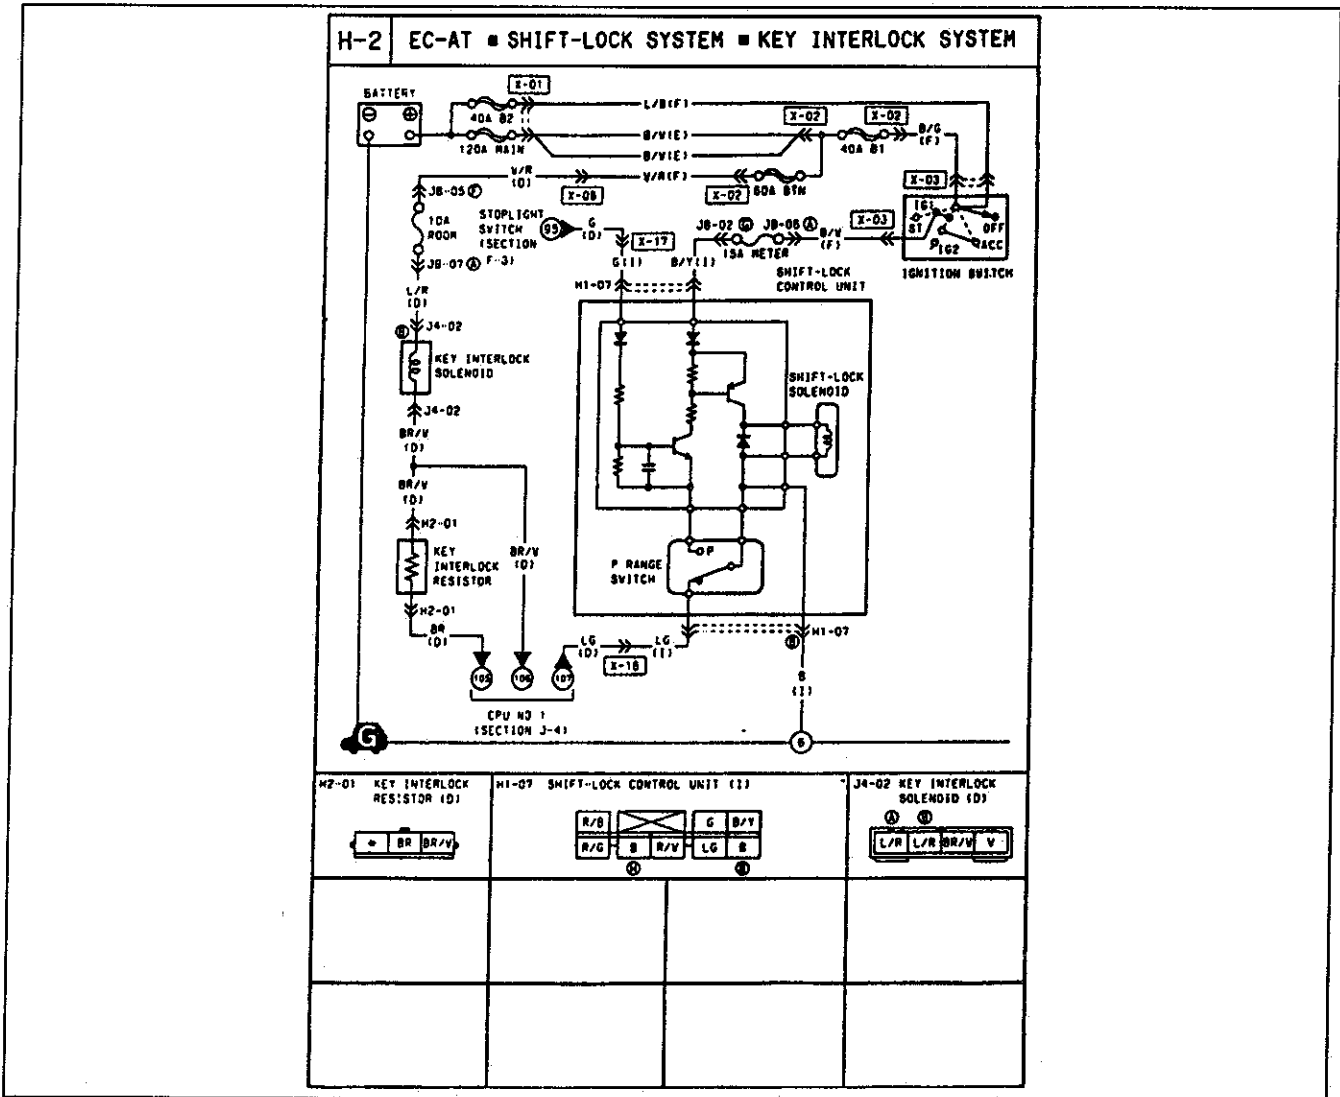 H-2 EC-AT ■ SHIFT-LOCK SYSTEM ■ KEY INTERLOCK SYSTEM
BATTERY
X-01
40A B2
L/B(F)
120A MAIN
B/W(E)
B/W(E)
X-02
X-02
40A B1
B/G
(F)
W/R
(D)
X-06
W/R(F)
X-02
60A BTN
X-03
JB-05 F
10A
ROOM
JB-07 A
STOPLIGHT
SWITCH
(SECTION
F-3)
95
G
(D)
X-17
G(I)
B/Y(I)
JB-02 G
JB-06 A
15A METER
B/W
(F)
X-03
IG1
ST
OFF
ACC
IG2
IGNITION SWITCH
SHIFT-LOCK
CONTROL UNIT
H1-07
L/R
(D)
B
J4-02
KEY INTERLOCK
SOLENOID
J4-02
SHIFT-LOCK
SOLENOID
BR/W
(D)
BR/W
(D)
H2-01
KEY
INTERLOCK
RESISTOR
BR/W
(D)
P RANGE
SWITCH
P
H2-01
BR
(D)
LG
(D)
X-18
LG
(I)
H1-07
105
106
107
B
(I)
CPU NO 1
(SECTION J-4)
G
6
H2-01 KEY INTERLOCK
RESISTOR (D)
H1-07 SHIFT-LOCK CONTROL UNIT (I)
J4-02 KEY INTERLOCK
SOLENOID (D)
A B
* BR BR/W
R/B G B/Y
R/G B R/W LG B
L/R L/R BR/W V